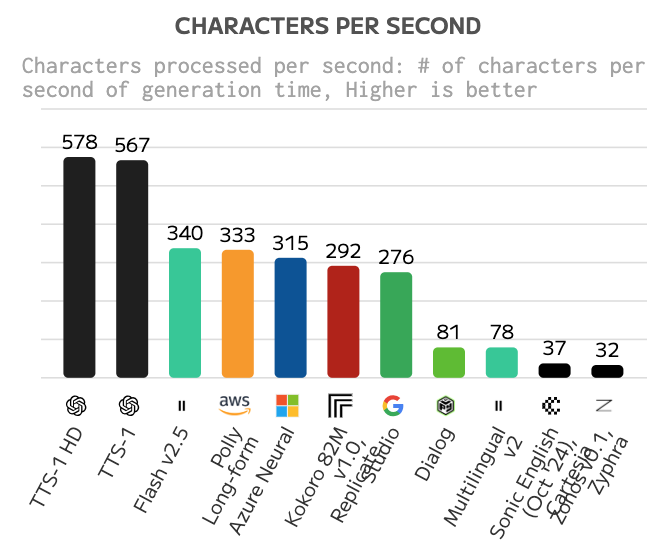 CHARACTERS PER SECOND
Characters processed per second: # of characters per
second of generation time, Higher is better
578
567
340
333
315
292
276
81
78
37
32
aws
TTS-1 HD
TTS-1
Flash v2.5
Polly
Long-form
Azure Neural
Kokoro 82M
v1.0,
Replicate
Studio
Dialog
Multilingual
v2
Sonic English
(Oct '24),
Cartesia
Zonos v0.1,
Zyphra